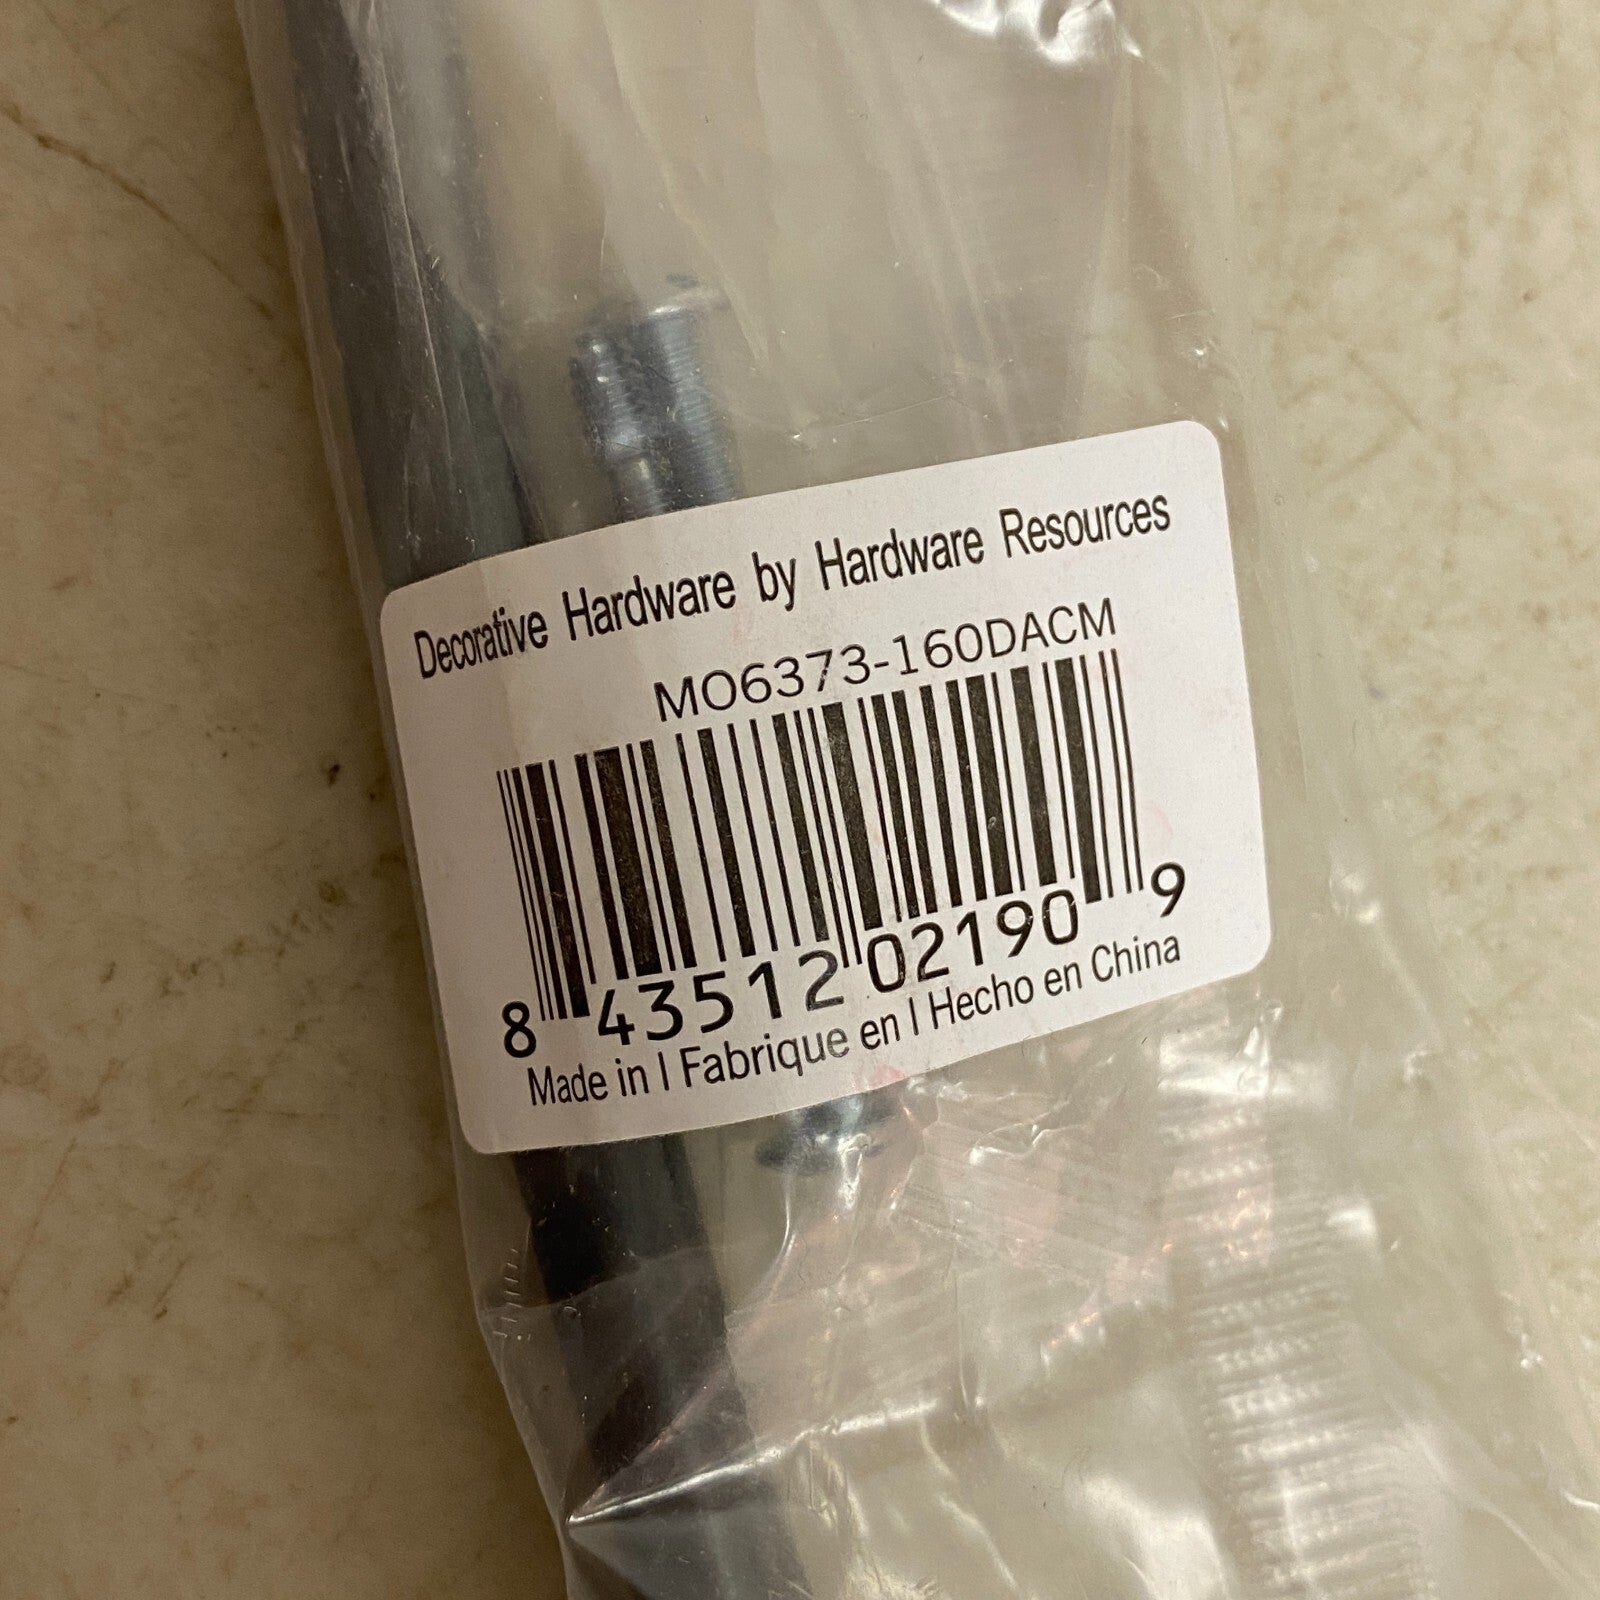 Decorative Hardware by Hardware Resources
MO6373-160DACM
8 43512 02190 9
Made in | Fabrique en | Hecho en China